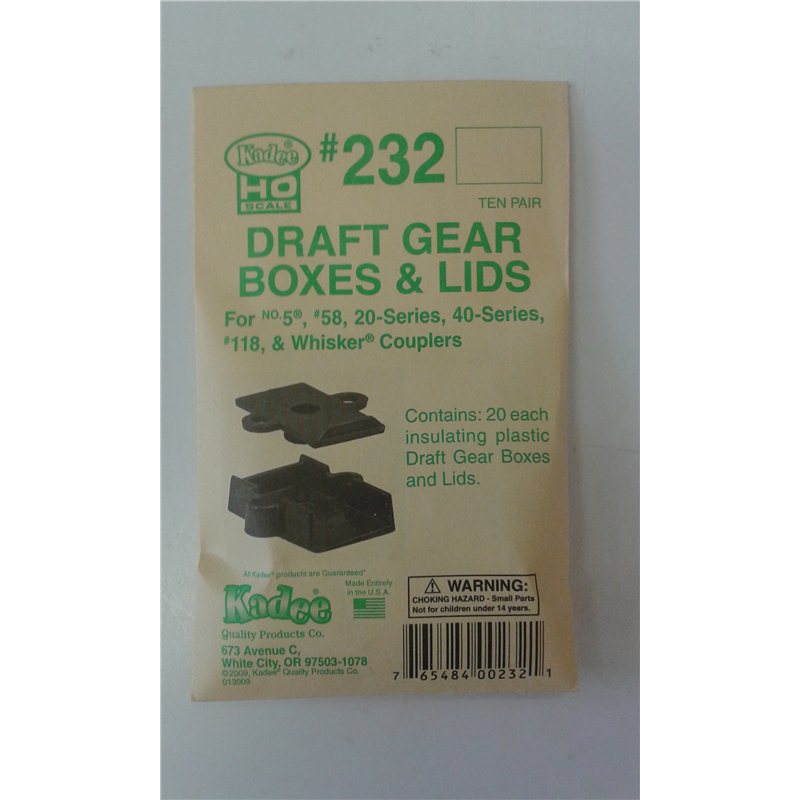 Kadee
HO
SCALE
#232
TEN PAIR
DRAFT GEAR
BOXES & LIDS
For NO.5®, #58, 20-Series, 40-Series,
#118, & Whisker® Couplers
Contains: 20 each
insulating plastic
Draft Gear Boxes
and Lids.
All Kadee® products are Guaranteed"
Made Entirely
in the U.S.A.
Kadee
Quality Products Co.
673 Avenue C,
White City, OR 97503-1078
©2009, Kadee® Quality Products Co.
013009
⚠ WARNING:
CHOKING HAZARD - Small Parts
Not for children under 14 years.
7 65484 00232 1